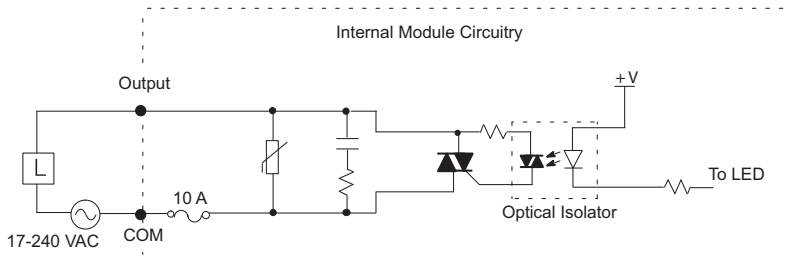 Internal Module Circuitry
Output
+V
L
10 A
To LED
Optical Isolator
COM
17-240 VAC